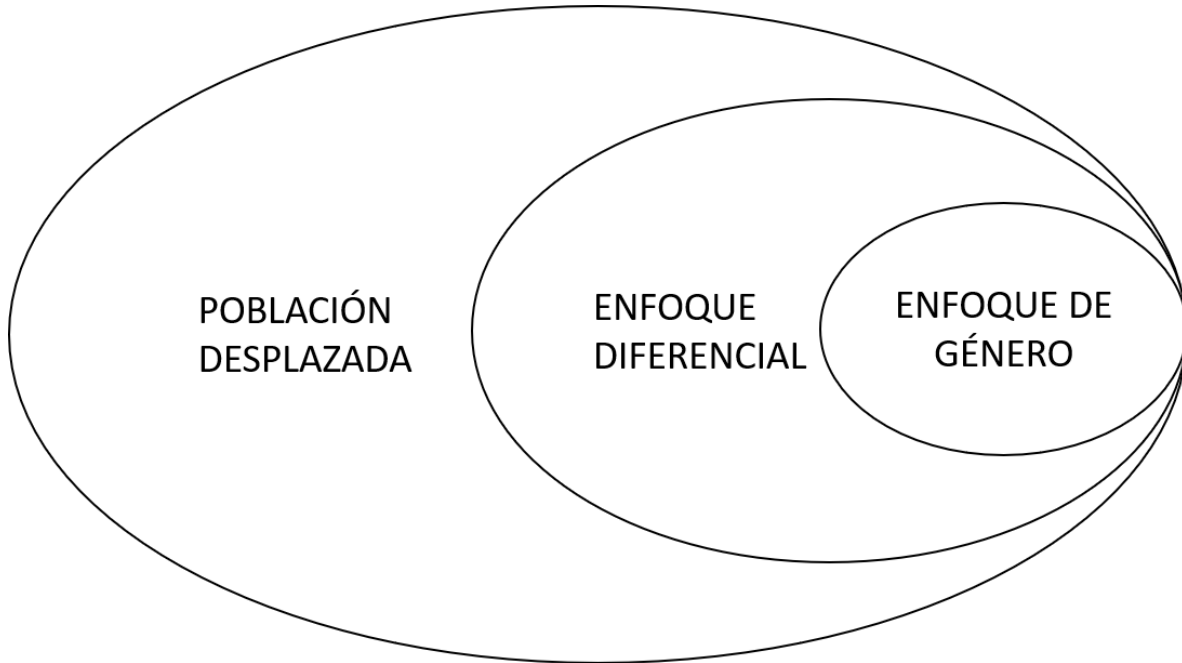 POBLACIÓN
DESPLAZADA
ENFOQUE
DIFERENCIAL
ENFOQUE DE
GÉNERO